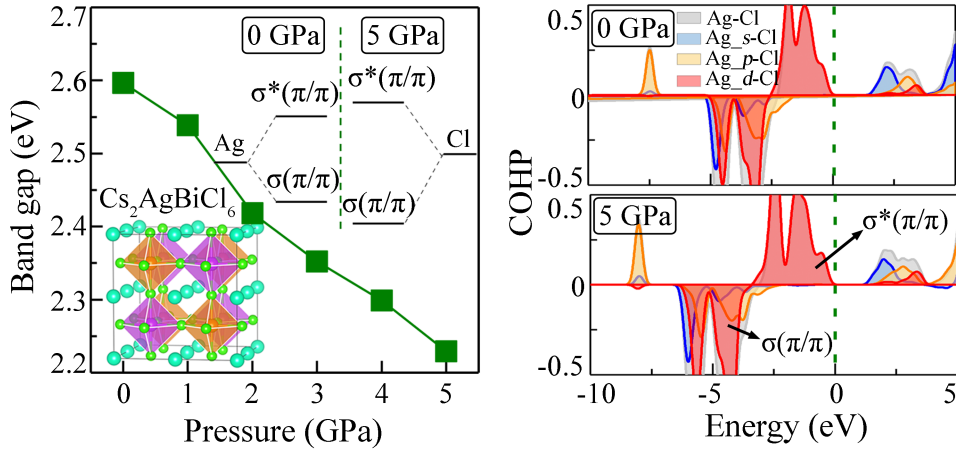 2.7
2.6
2.5
2.4
2.3
2.2
Band gap (eV)
0 GPa
5 GPa
σ*(π/π)
σ*(π/π)
Ag
Cl
σ(π/π)
σ(π/π)
Cs₂AgBiCl₆
0 1 2 3 4 5
Pressure (GPa)
0.5
0
-0.5
0 GPa
Ag-Cl
Ag_s-Cl
Ag_p-Cl
Ag_d-Cl
COHP
0.5
0
-0.5
5 GPa
σ*(π/π)
σ(π/π)
-10 -5 0 5
Energy (eV)